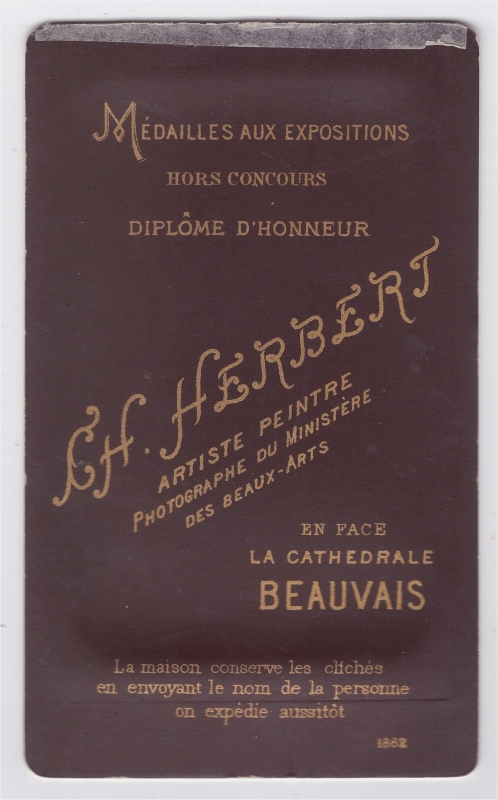 MÉDAILLES AUX EXPOSITIONS
HORS CONCOURS
DIPLÔME D'HONNEUR
CH. HERBERT
ARTISTE PEINTRE
PHOTOGRAPHE DU MINISTÈRE
DES BEAUX-ARTS
EN FACE
LA CATHEDRALE
BEAUVAIS
La maison conserve les clichés
en envoyant le nom de la personne
on expédie aussitôt
1882